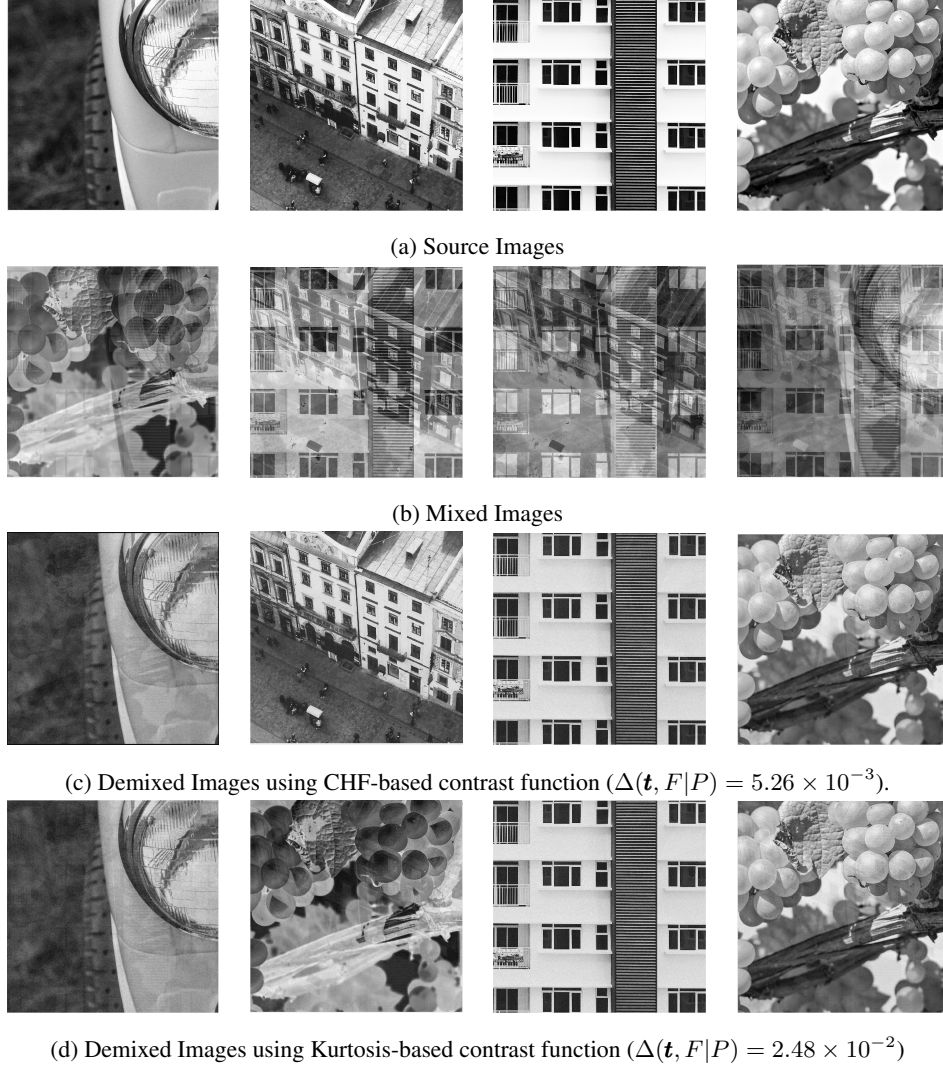 (a) Source Images
(b) Mixed Images
(c) Demixed Images using CHF-based contrast function (Δ(𝒕, F|P) = 5.26 × 10⁻³).
(d) Demixed Images using Kurtosis-based contrast function (Δ(𝒕, F|P) = 2.48 × 10⁻²)